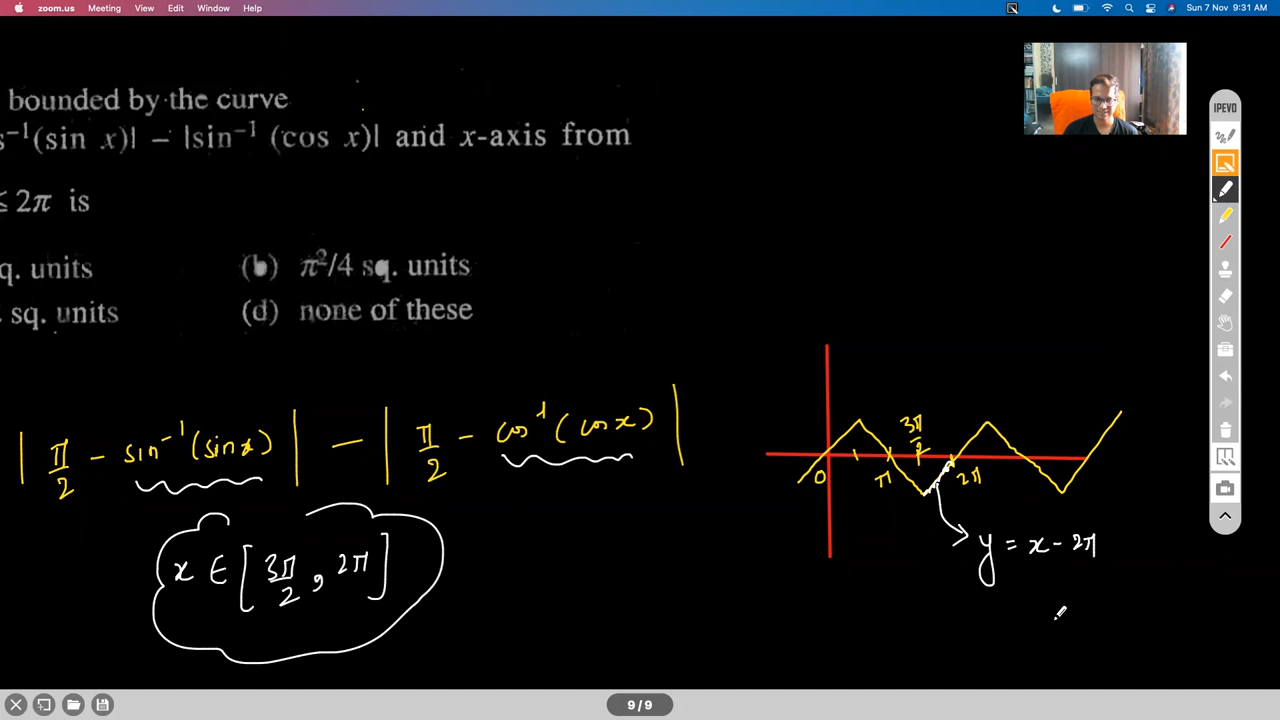 zoom.us Meeting View Edit Window Help Sun 7 Nov 9:31 AM
bounded by the curve
s⁻¹(sin x)| − |sin⁻¹ (cos x)| and x-axis from
≤ 2π is
q. units (b) π²/4 sq. units
sq. units (d) none of these
IPEVO
| π/2 − sin⁻¹(sin x) | − | π/2 − cos⁻¹(cos x) |
x ∈ [3π/2, 2π]
3π/2
0 π 2π
y = x − 2π
9/9